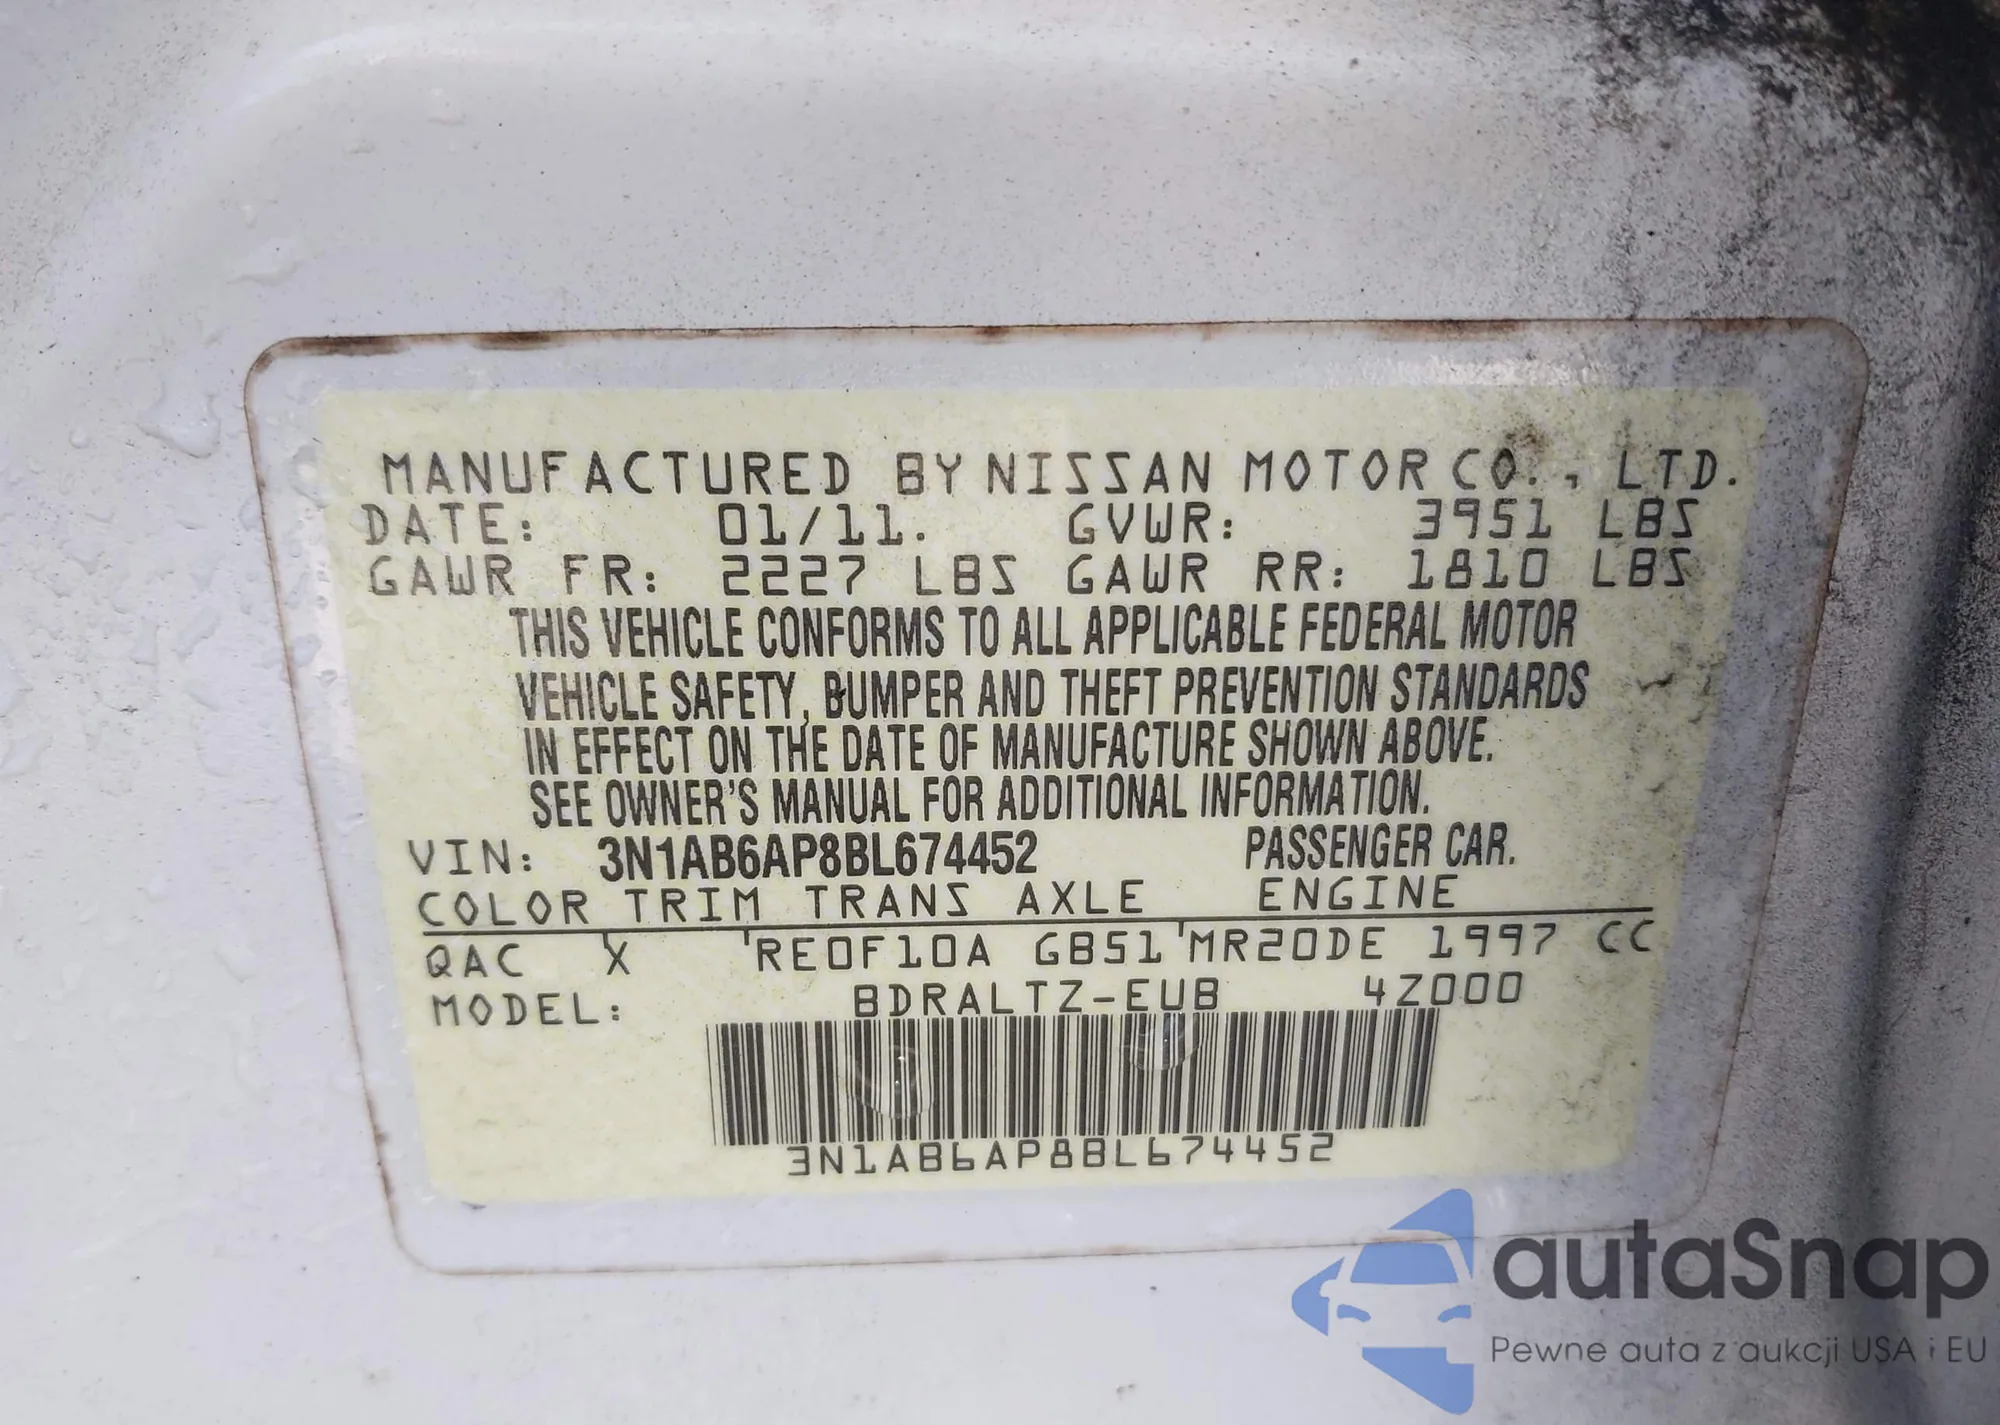 MANUFACTURED BY NISSAN MOTOR CO., LTD.
DATE: 01/11. GVWR: 3951 LBS
GAWR FR: 2227 LBS GAWR RR: 1810 LBS
THIS VEHICLE CONFORMS TO ALL APPLICABLE FEDERAL MOTOR
VEHICLE SAFETY, BUMPER AND THEFT PREVENTION STANDARDS
IN EFFECT ON THE DATE OF MANUFACTURE SHOWN ABOVE.
SEE OWNER'S MANUAL FOR ADDITIONAL INFORMATION.
VIN: 3N1AB6AP8BL674452 PASSENGER CAR.
COLOR TRIM TRANS AXLE ENGINE
QAC X RE0F10A GB51 MR20DE 1997 CC
MODEL: BDRALTZ-EUB 4Z000
3N1AB6AP8BL674452
autaSnap
Pewne auta z aukcji USA i EU